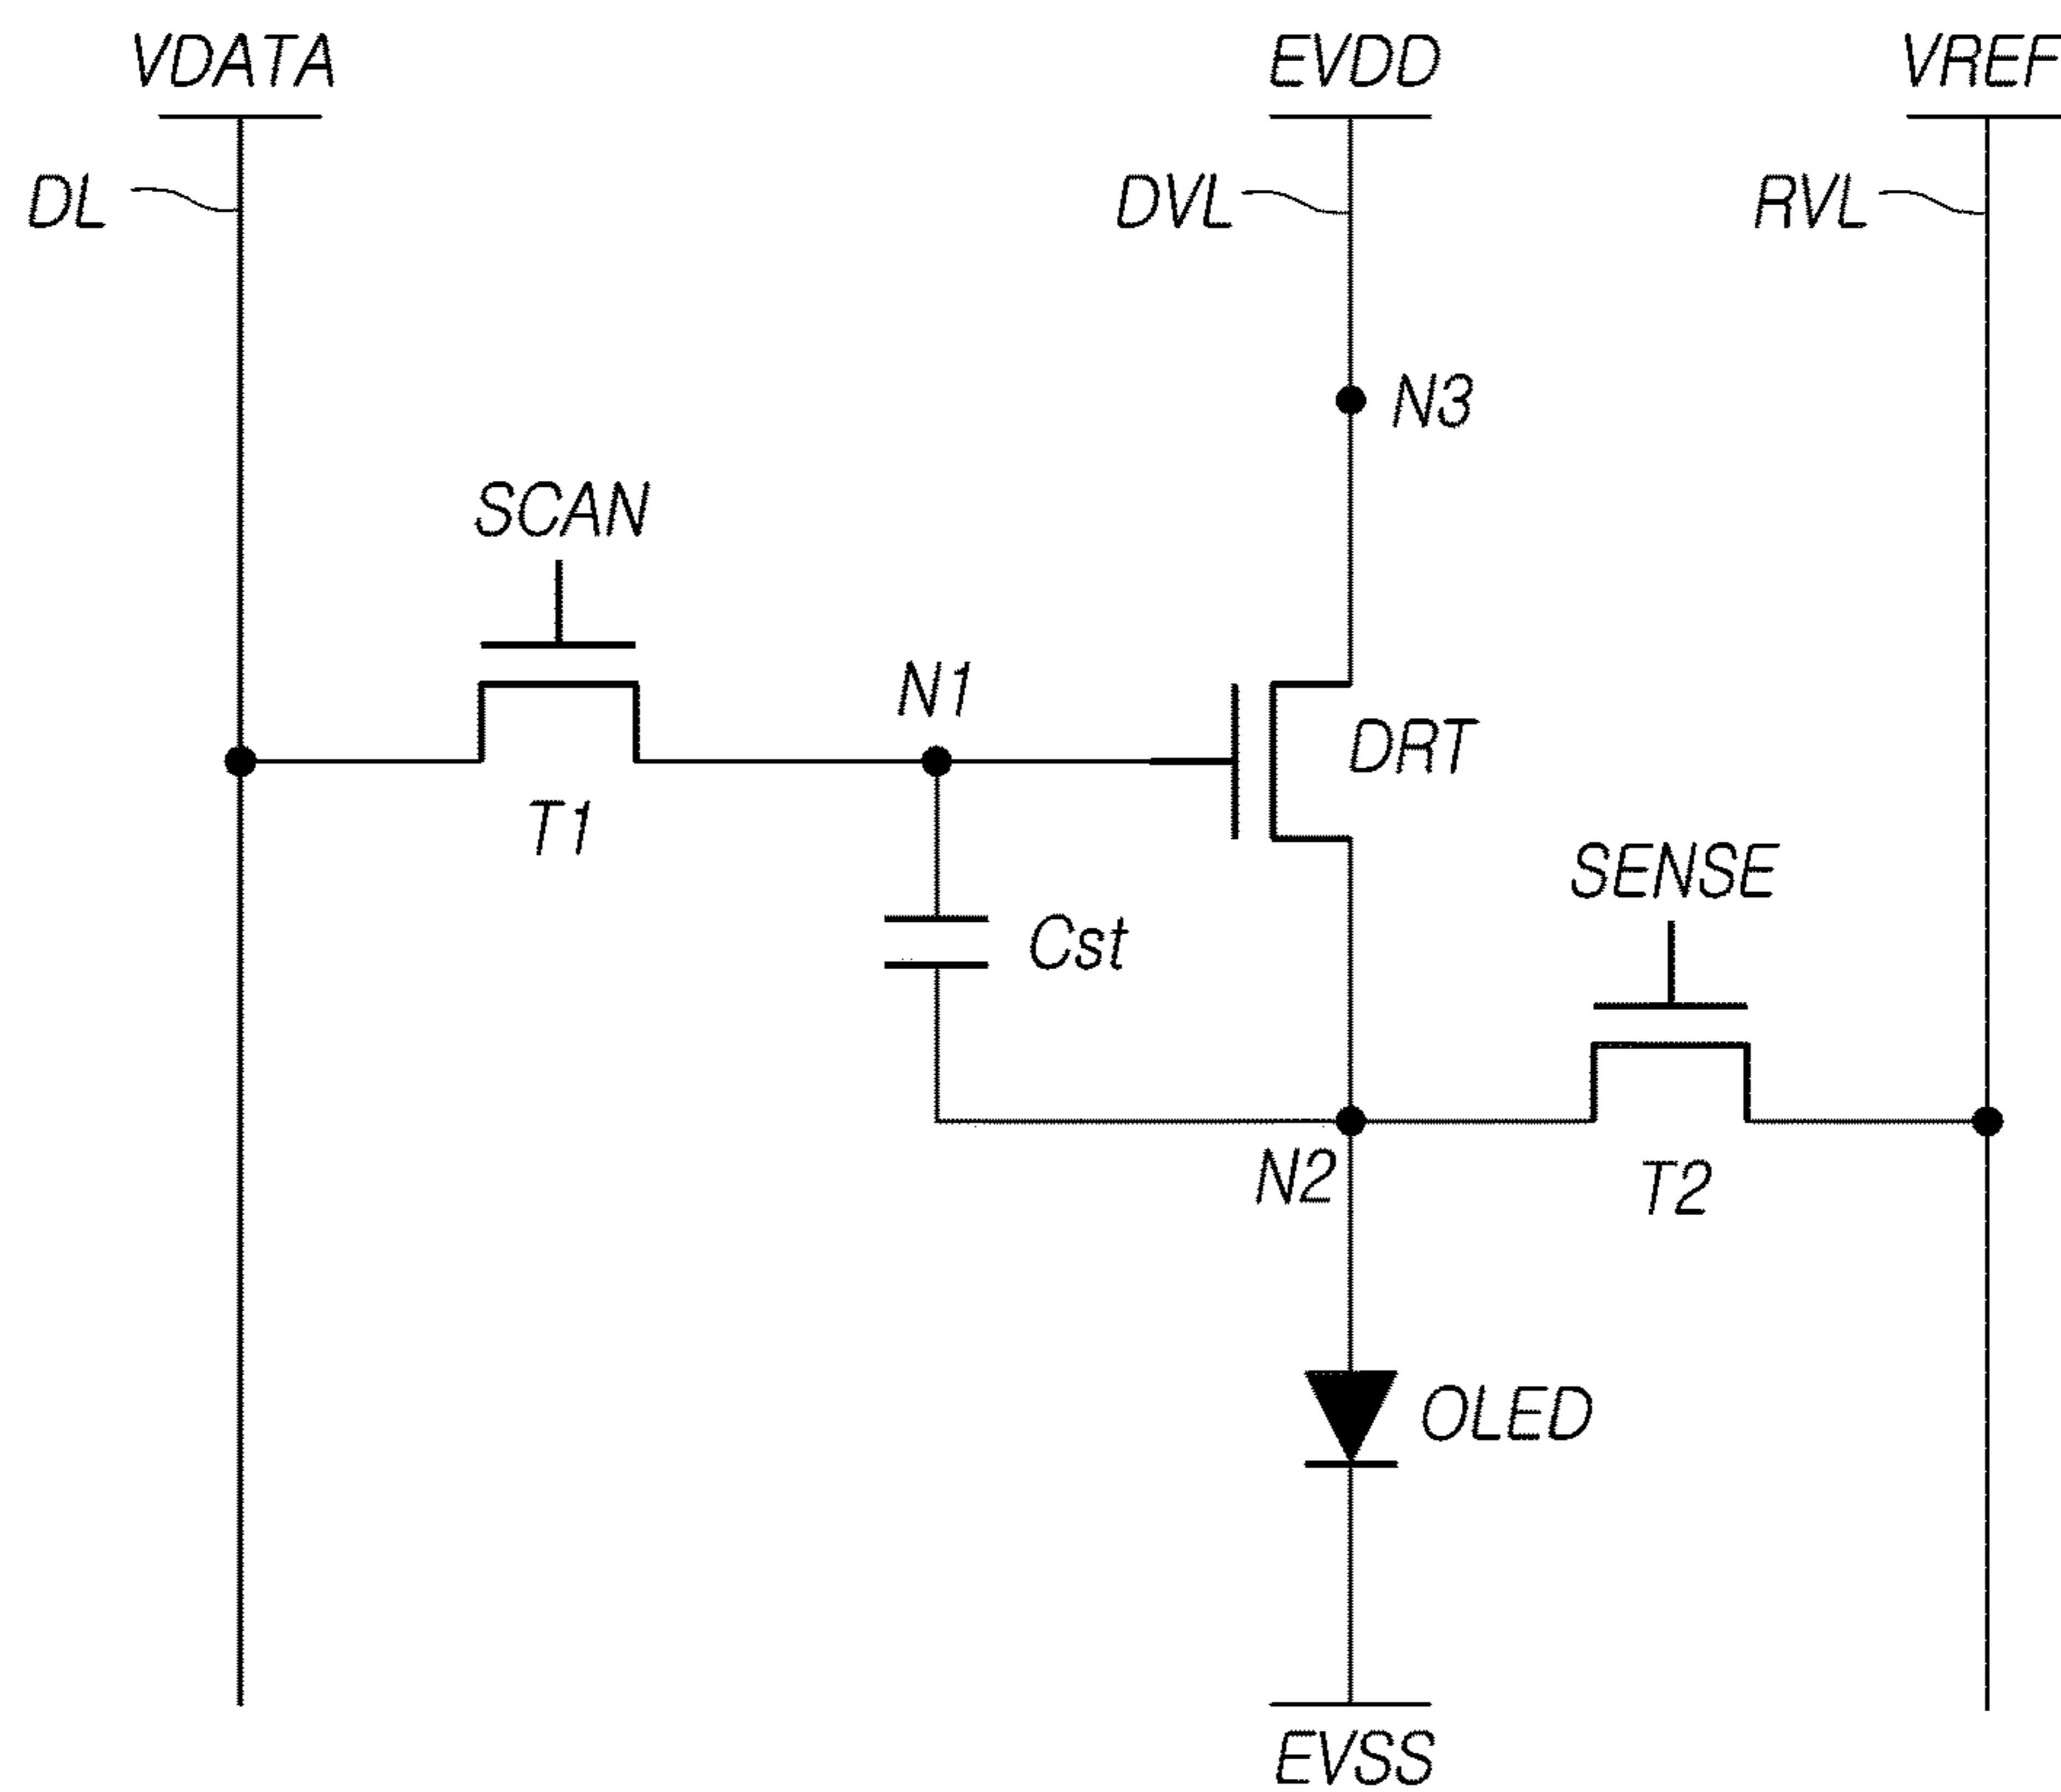 VDATA
EVDD
VREF
DL
DVL
RVL
N3
SCAN
N1
DRT
T1
SENSE
Cst
N2
T2
OLED
EVSS